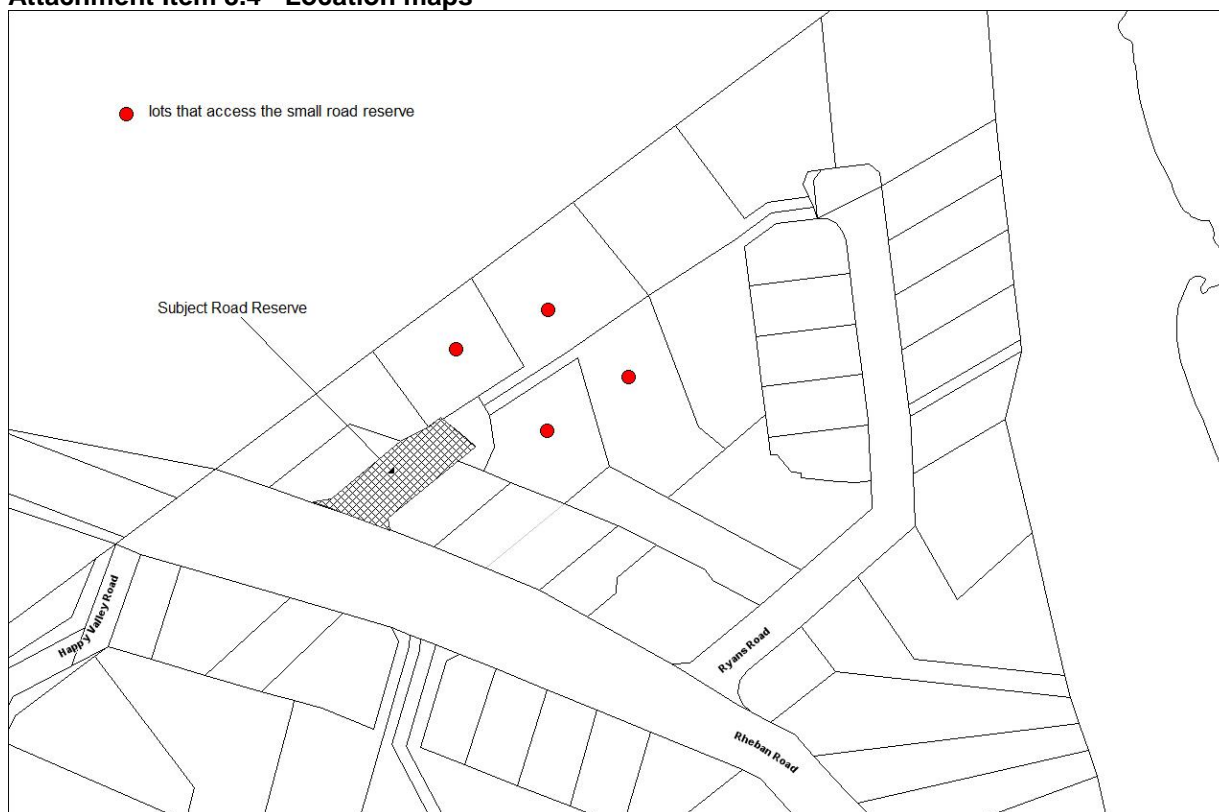 Attachment Item 8.4 - Location maps
lots that access the small road reserve
Subject Road Reserve
Happy Valley Road
Ryans Road
Rheban Road